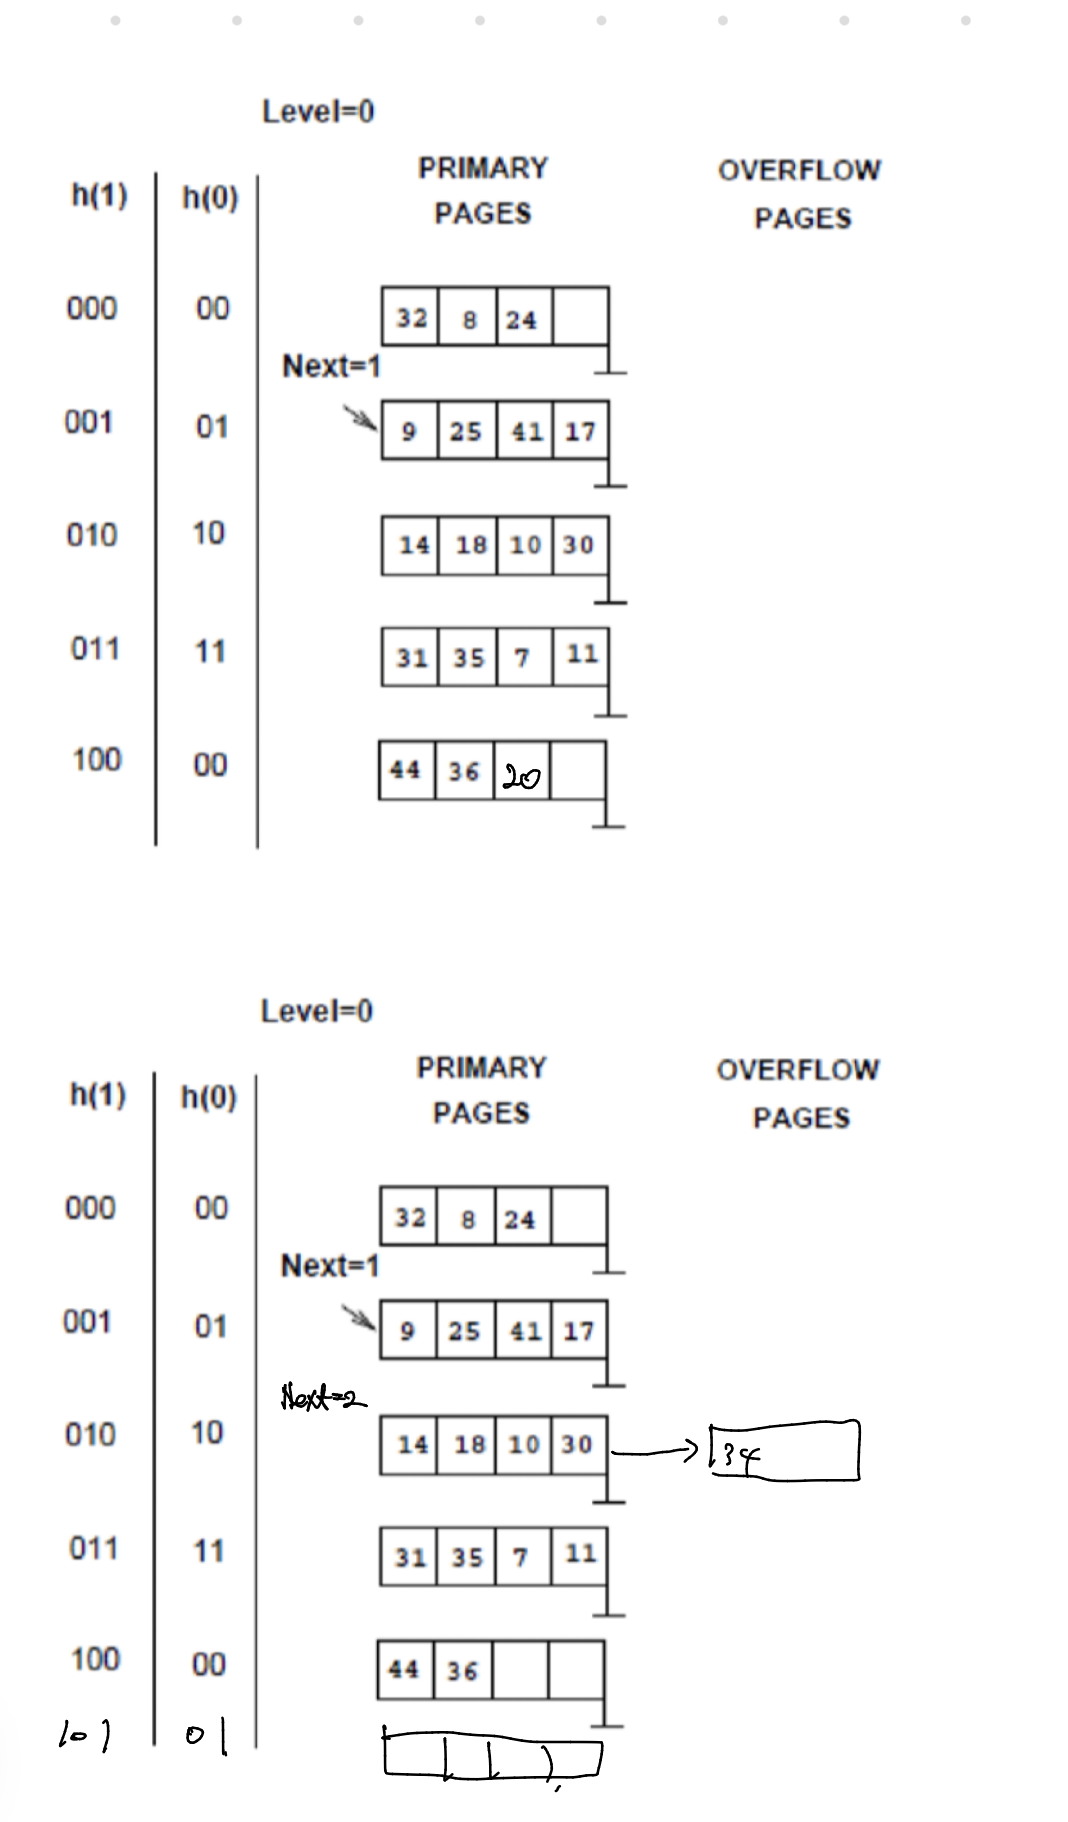 Level=0
h(1) h(0) PRIMARY PAGES OVERFLOW PAGES
000 00 32 8 24
Next=1
001 01 9 25 41 17
010 10 14 18 10 30
011 11 31 35 7 11
100 00 44 36 20
Level=0
h(1) h(0) PRIMARY PAGES OVERFLOW PAGES
000 00 32 8 24
Next=1
001 01 9 25 41 17
Next=2
010 10 14 18 10 30 34
011 11 31 35 7 11
100 00 44 36
101 01